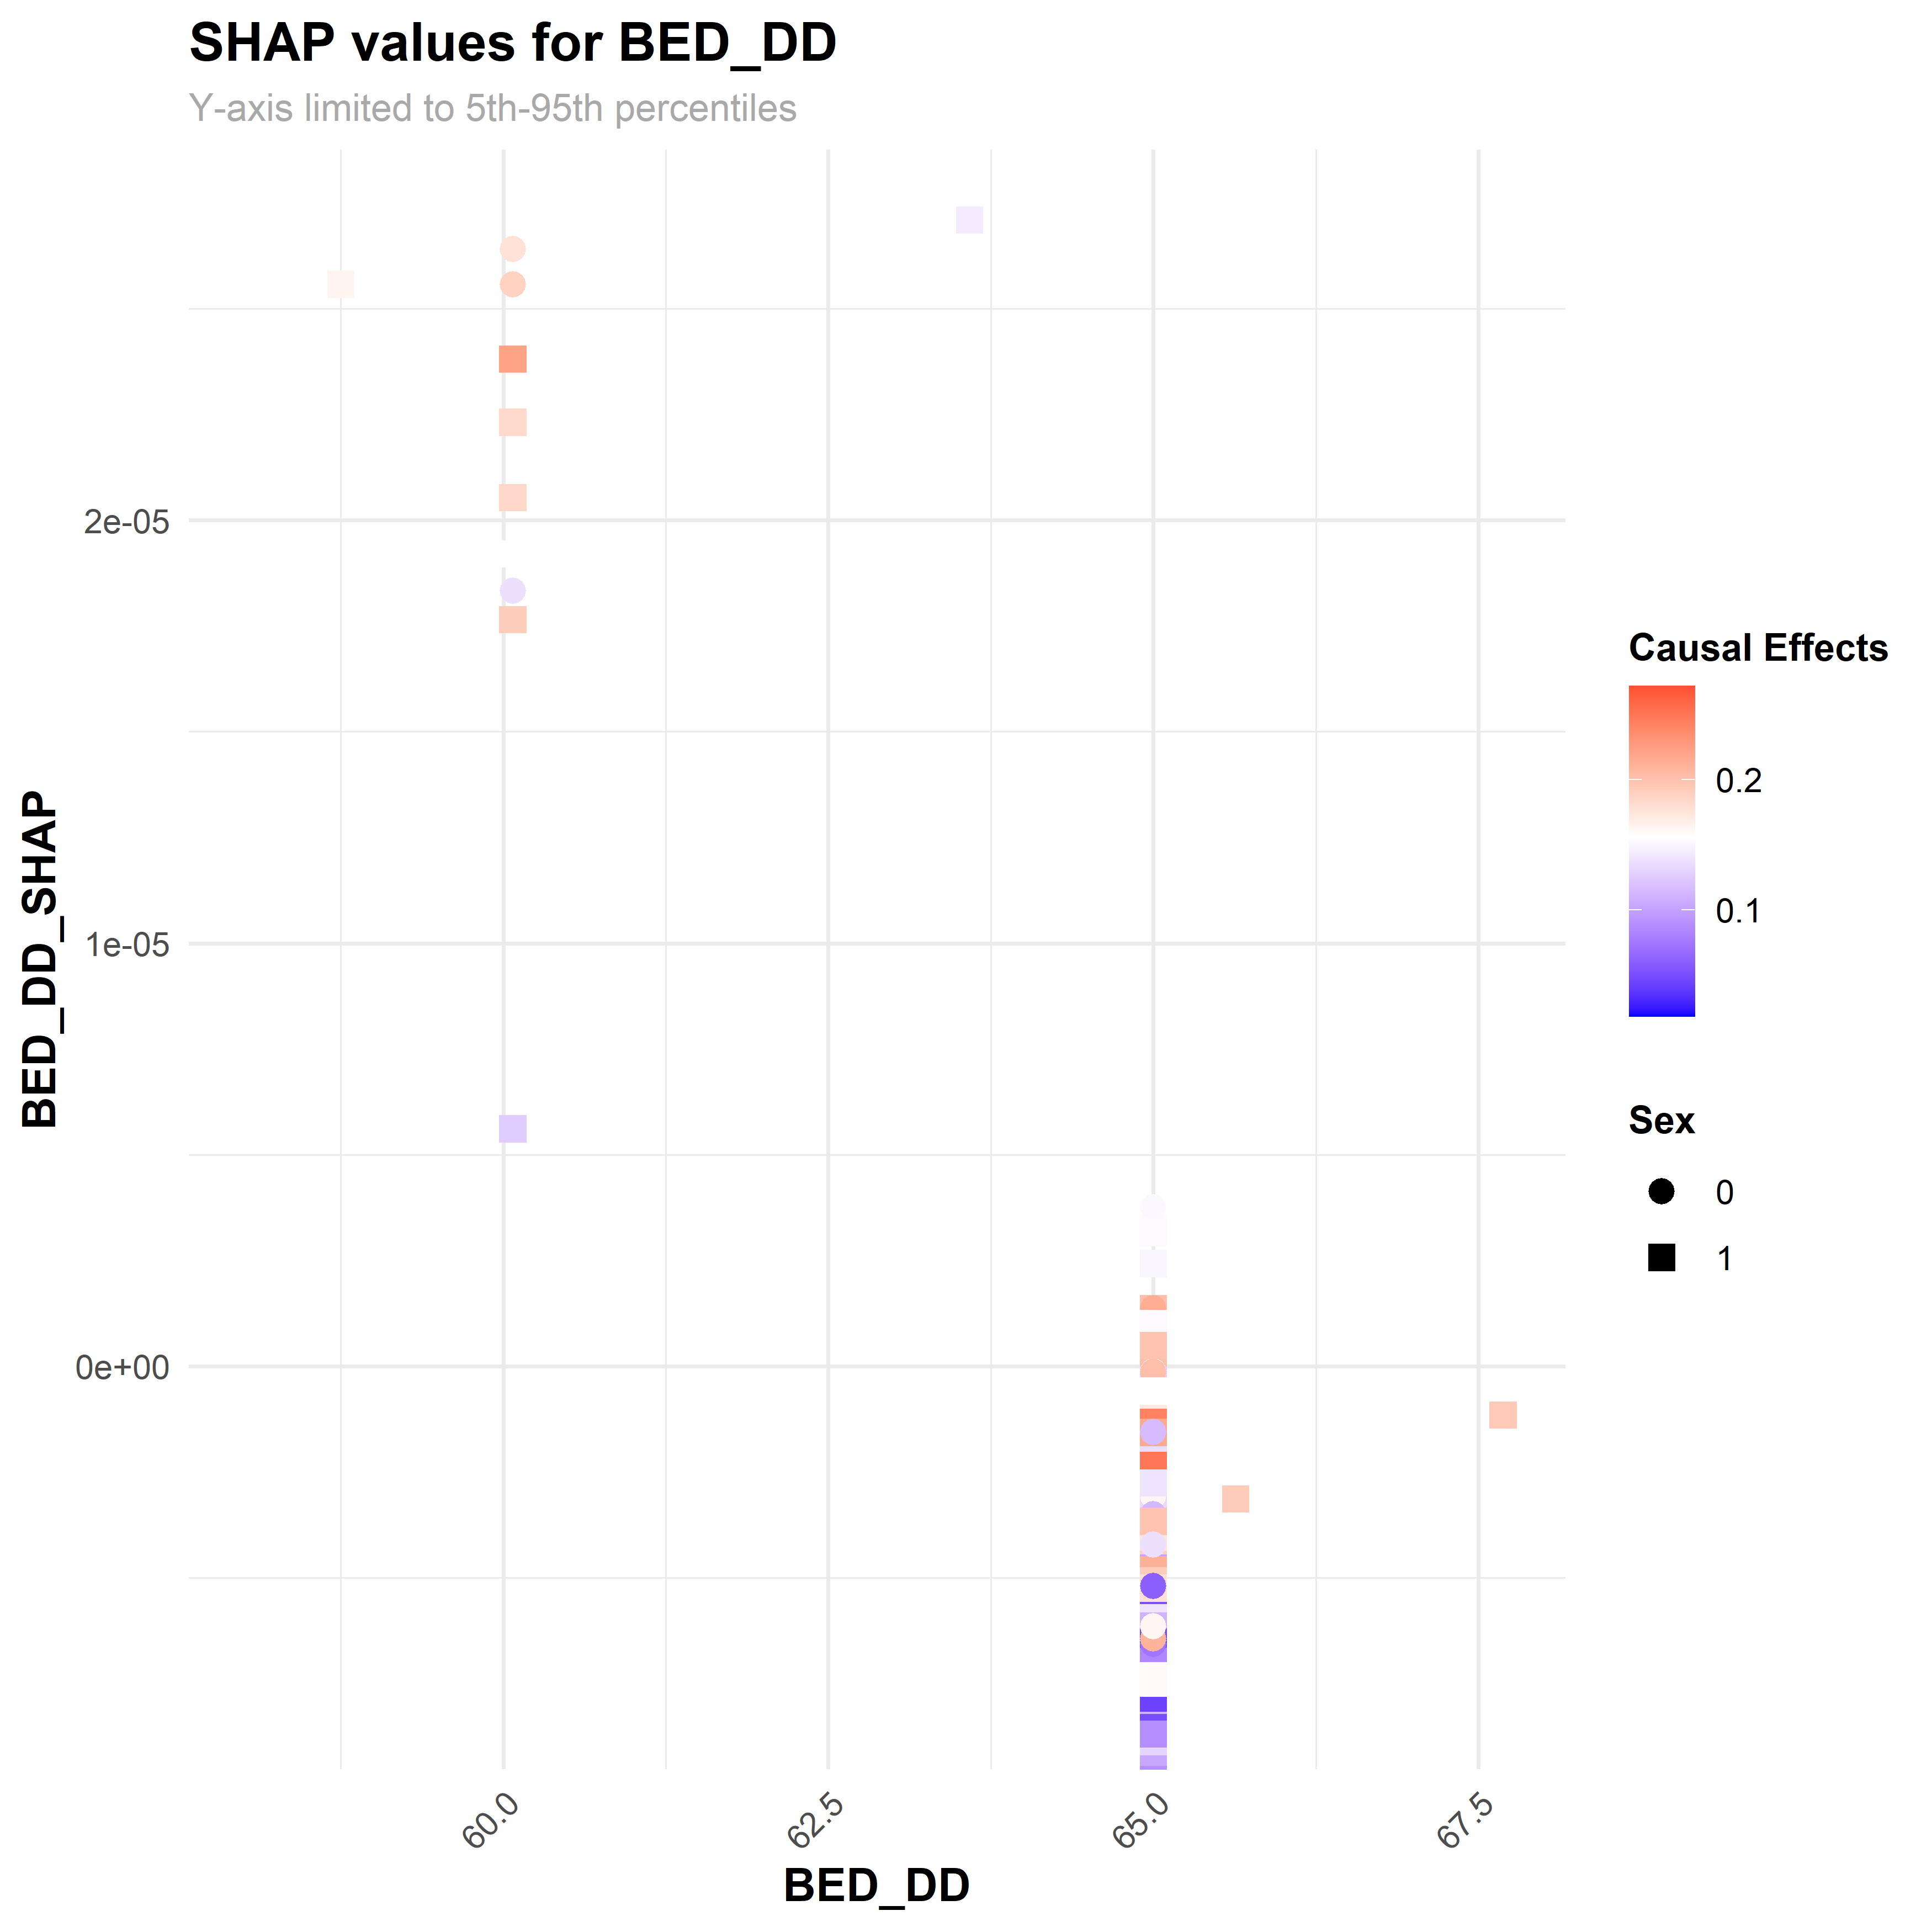 SHAP values for BED_DD
Y-axis limited to 5th-95th percentiles
BED_DD_SHAP
2e-05
1e-05
0e+00
60.0
62.5
65.0
67.5
BED_DD
Causal Effects
0.2
0.1
Sex
0
1